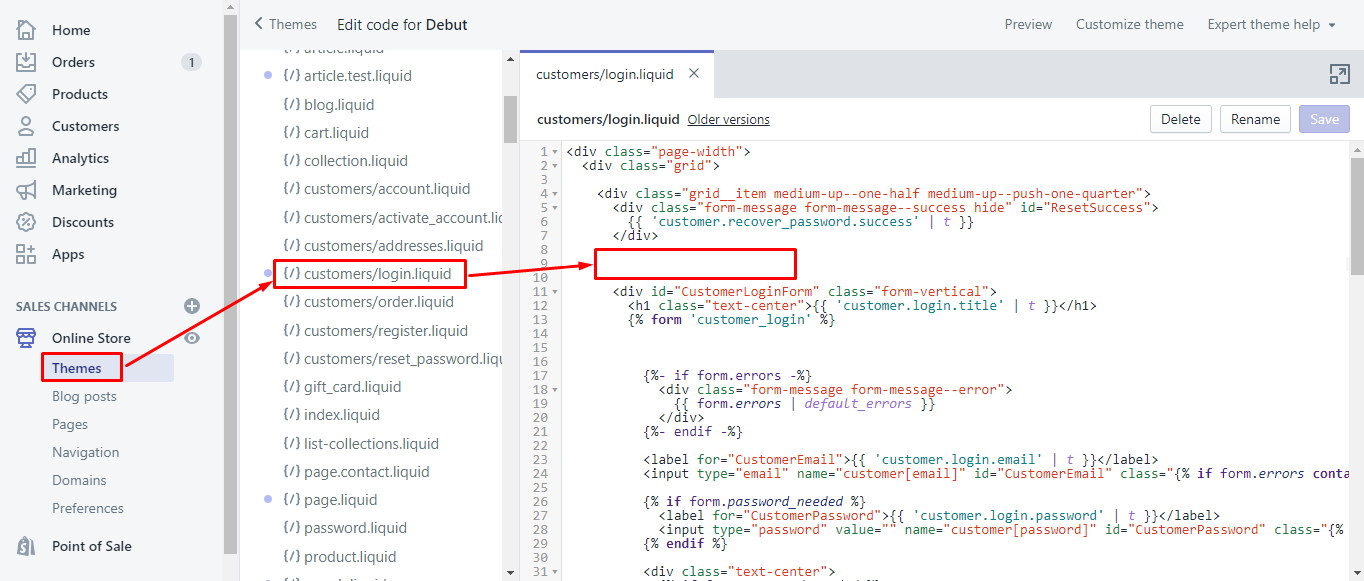 Home
Orders 1
Products
Customers
Analytics
Marketing
Discounts
Apps
SALES CHANNELS
Online Store
Themes
Blog posts
Pages
Navigation
Domains
Preferences
Point of Sale
Themes Edit code for Debut
Preview Customize theme Expert theme help
article.liquid
{/} article.test.liquid
{/} blog.liquid
{/} cart.liquid
{/} collection.liquid
{/} customers/account.liquid
{/} customers/activate_account.lic
{/} customers/addresses.liquid
{/} customers/login.liquid
{/} customers/order.liquid
{/} customers/register.liquid
{/} customers/reset_password.liqu
{/} gift_card.liquid
{/} index.liquid
{/} list-collections.liquid
{/} page.contact.liquid
{/} page.liquid
{/} password.liquid
{/} product.liquid
customers/login.liquid ×
customers/login.liquid Older versions
Delete Rename Save
1 <div class="page-width">
2 <div class="grid">
3
4 <div class="grid__item medium-up--one-half medium-up--push-one-quarter">
5 <div class="form-message form-message--success hide" id="ResetSuccess">
6 {{ 'customer.recover_password.success' | t }}
7 </div>
8
9
10
11 <div id="CustomerLoginForm" class="form-vertical">
12 <h1 class="text-center">{{ 'customer.login.title' | t }}</h1>
13 {% form 'customer_login' %}
14
15
16
17 {%- if form.errors -%}
18 <div class="form-message form-message--error">
19 {{ form.errors | default_errors }}
20 </div>
21 {%- endif -%}
22
23 <label for="CustomerEmail">{{ 'customer.login.email' | t }}</label>
24 <input type="email" name="customer[email]" id="CustomerEmail" class="{% if form.errors conta
25
26 {% if form.password_needed %}
27 <label for="CustomerPassword">{{ 'customer.login.password' | t }}</label>
28 <input type="password" value="" name="customer[password]" id="CustomerPassword" class="{%
29 {% endif %}
30
31 <div class="text-center">